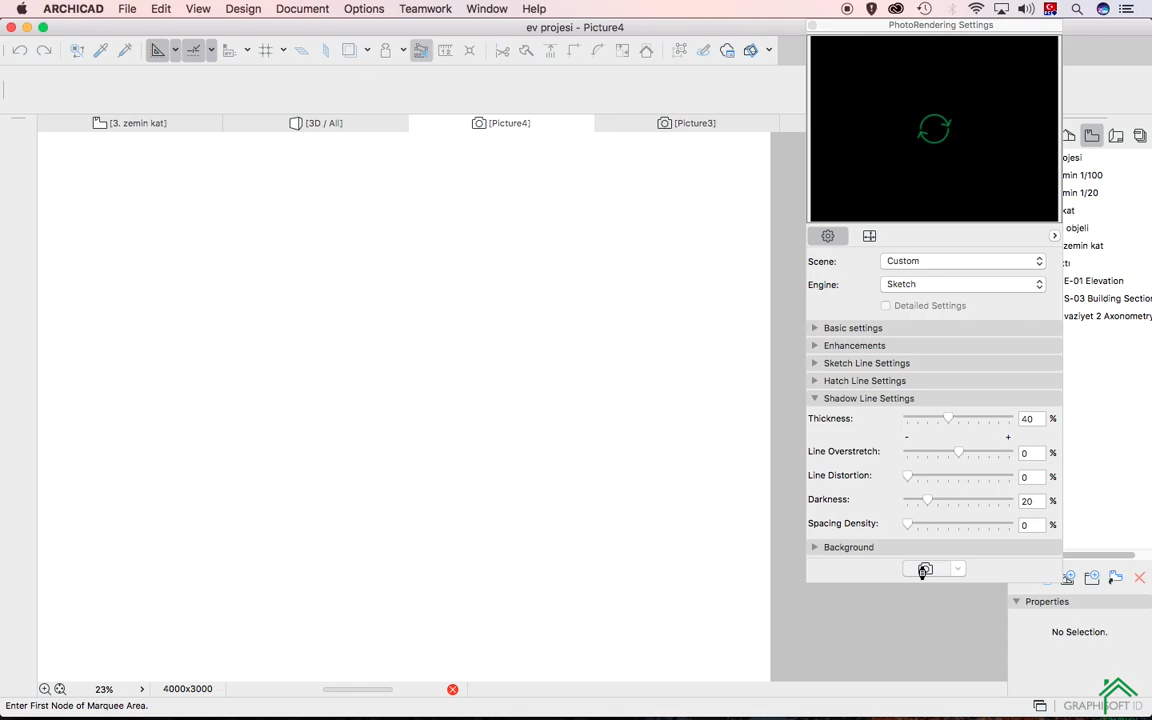 ARCHICAD File Edit View Design Document Options Teamwork Window Help
ev projesi - Picture4
PhotoRendering Settings
[3. zemin kat] [3D / All] [Picture4] [Picture3]
Scene: Custom
Engine: Sketch
Detailed Settings
Basic settings
Enhancements
Sketch Line Settings
Hatch Line Settings
Shadow Line Settings
Thickness: 40 %
- +
Line Overstretch: 0 %
Line Distortion: 0 %
Darkness: 20 %
Spacing Density: 0 %
Background
min 1/100
min 1/20
kat
objeli
zemin kat
E-01 Elevation
S-03 Building Section
vaziyet 2 Axonometry
Properties
No Selection.
23% 4000x3000
Enter First Node of Marquee Area.
GRAPHISOFT ID